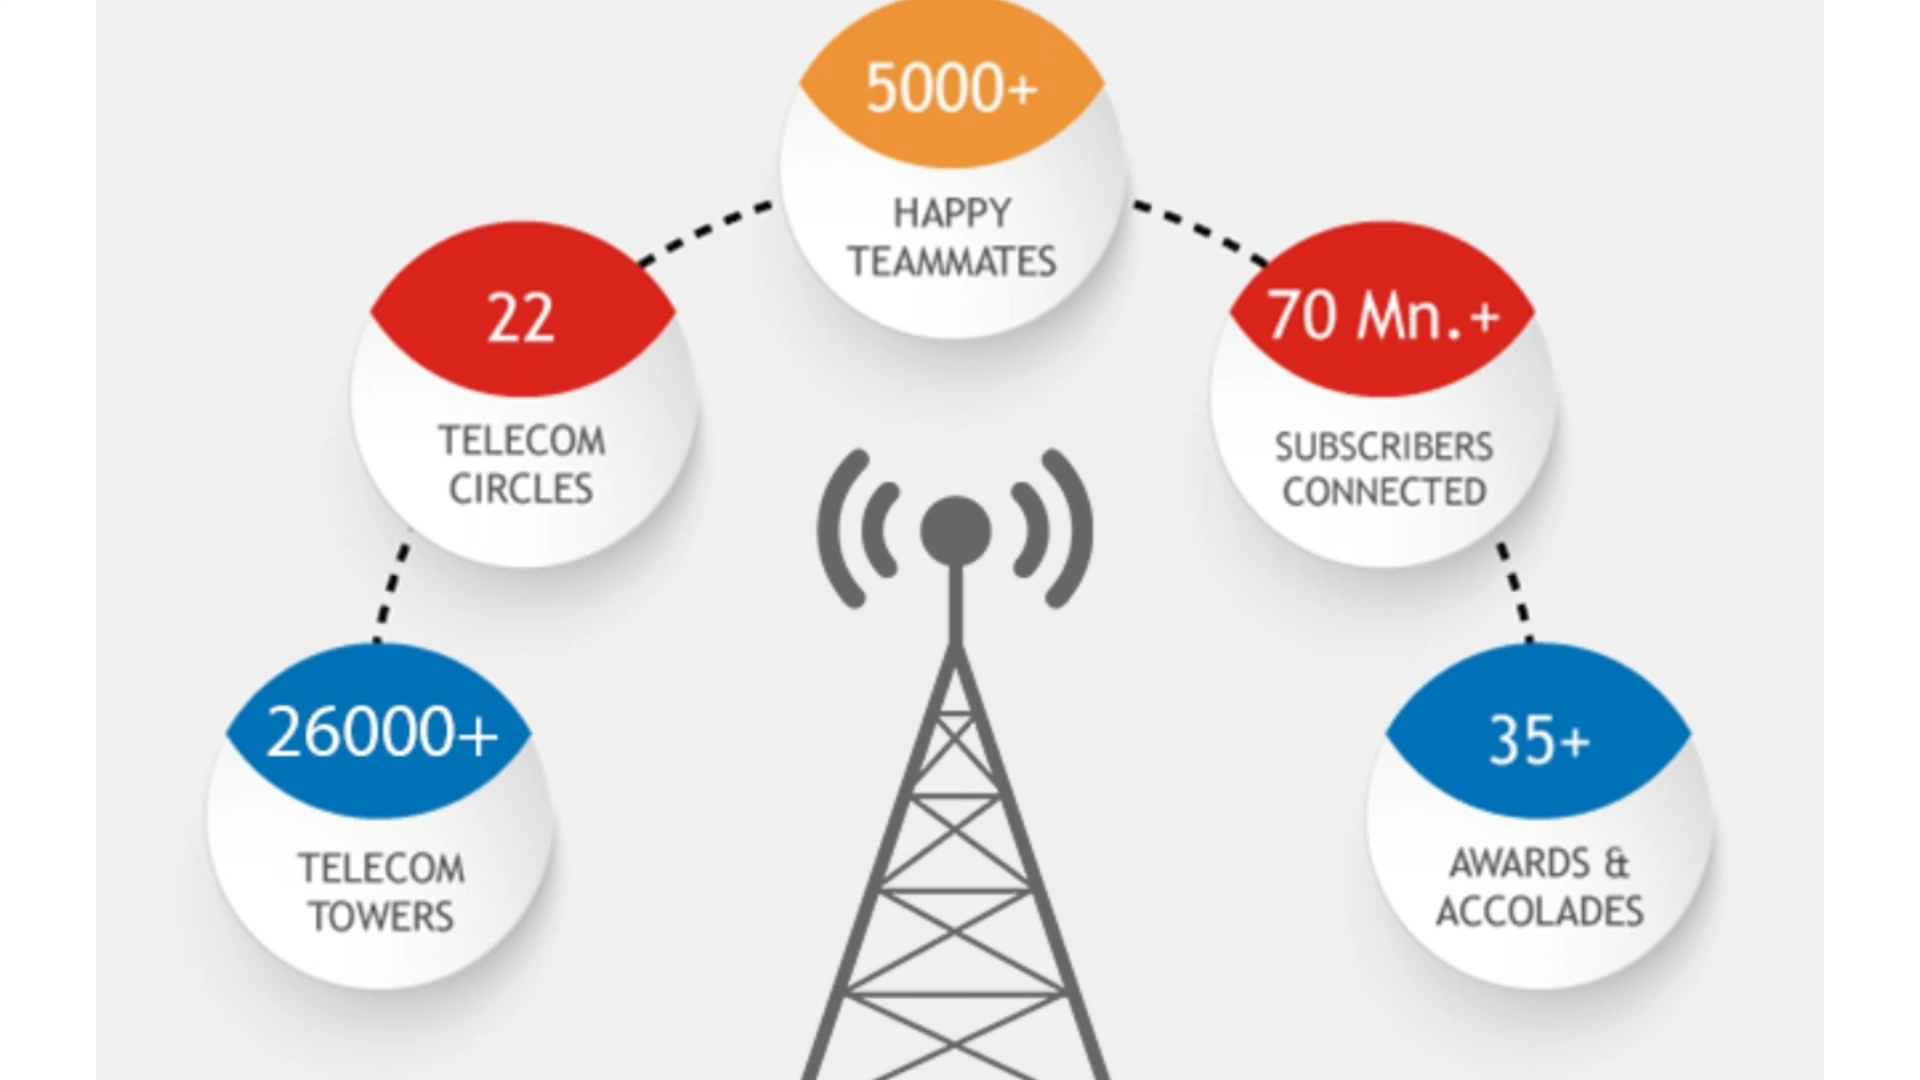 5000+
HAPPY
TEAMMATES
22
TELECOM
CIRCLES
70 Mn.+
SUBSCRIBERS
CONNECTED
26000+
TELECOM
TOWERS
35+
AWARDS &
ACCOLADES